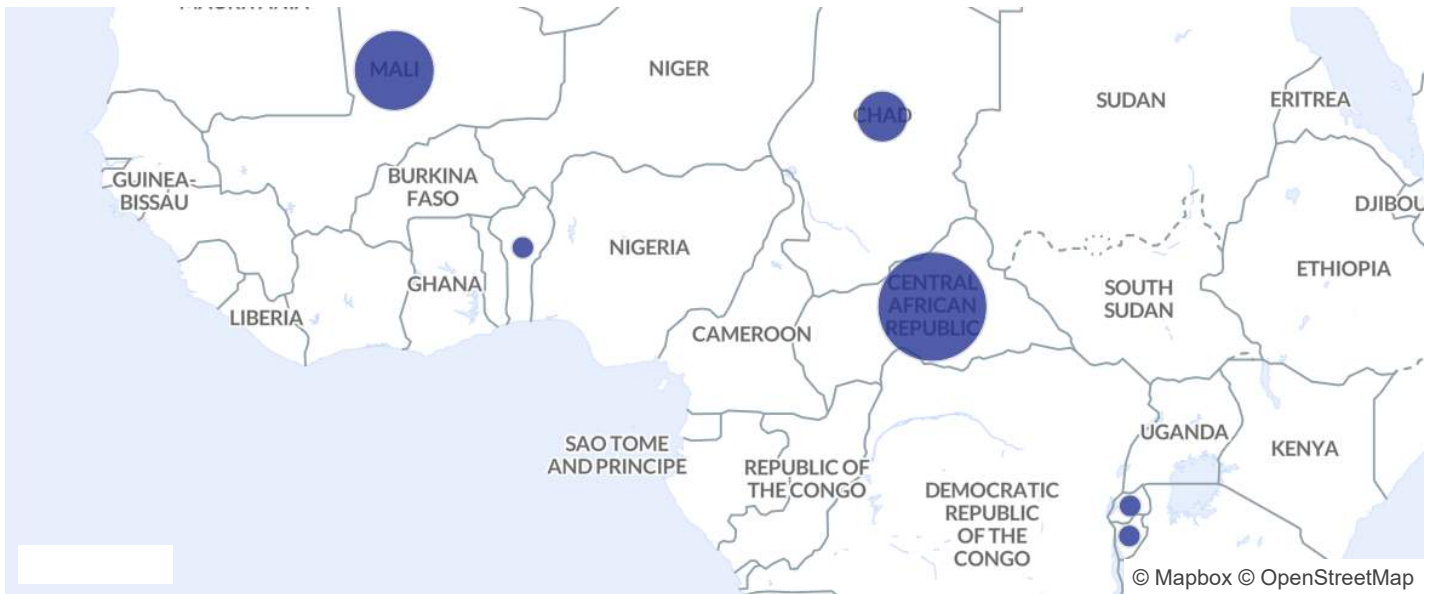 MALI
NIGER
CHAD
SUDAN
ERITREA
GUINEA-
BISSAU
BURKINA
FASO
DJIBOU
NIGERIA
GHANA
ETHIOPIA
CENTRAL
AFRICAN
REPUBLIC
SOUTH
SUDAN
LIBERIA
CAMEROON
UGANDA
KENYA
SAO TOME
AND PRINCIPE
REPUBLIC OF
THE CONGO
DEMOCRATIC
REPUBLIC
OF THE
CONGO
© Mapbox © OpenStreetMap